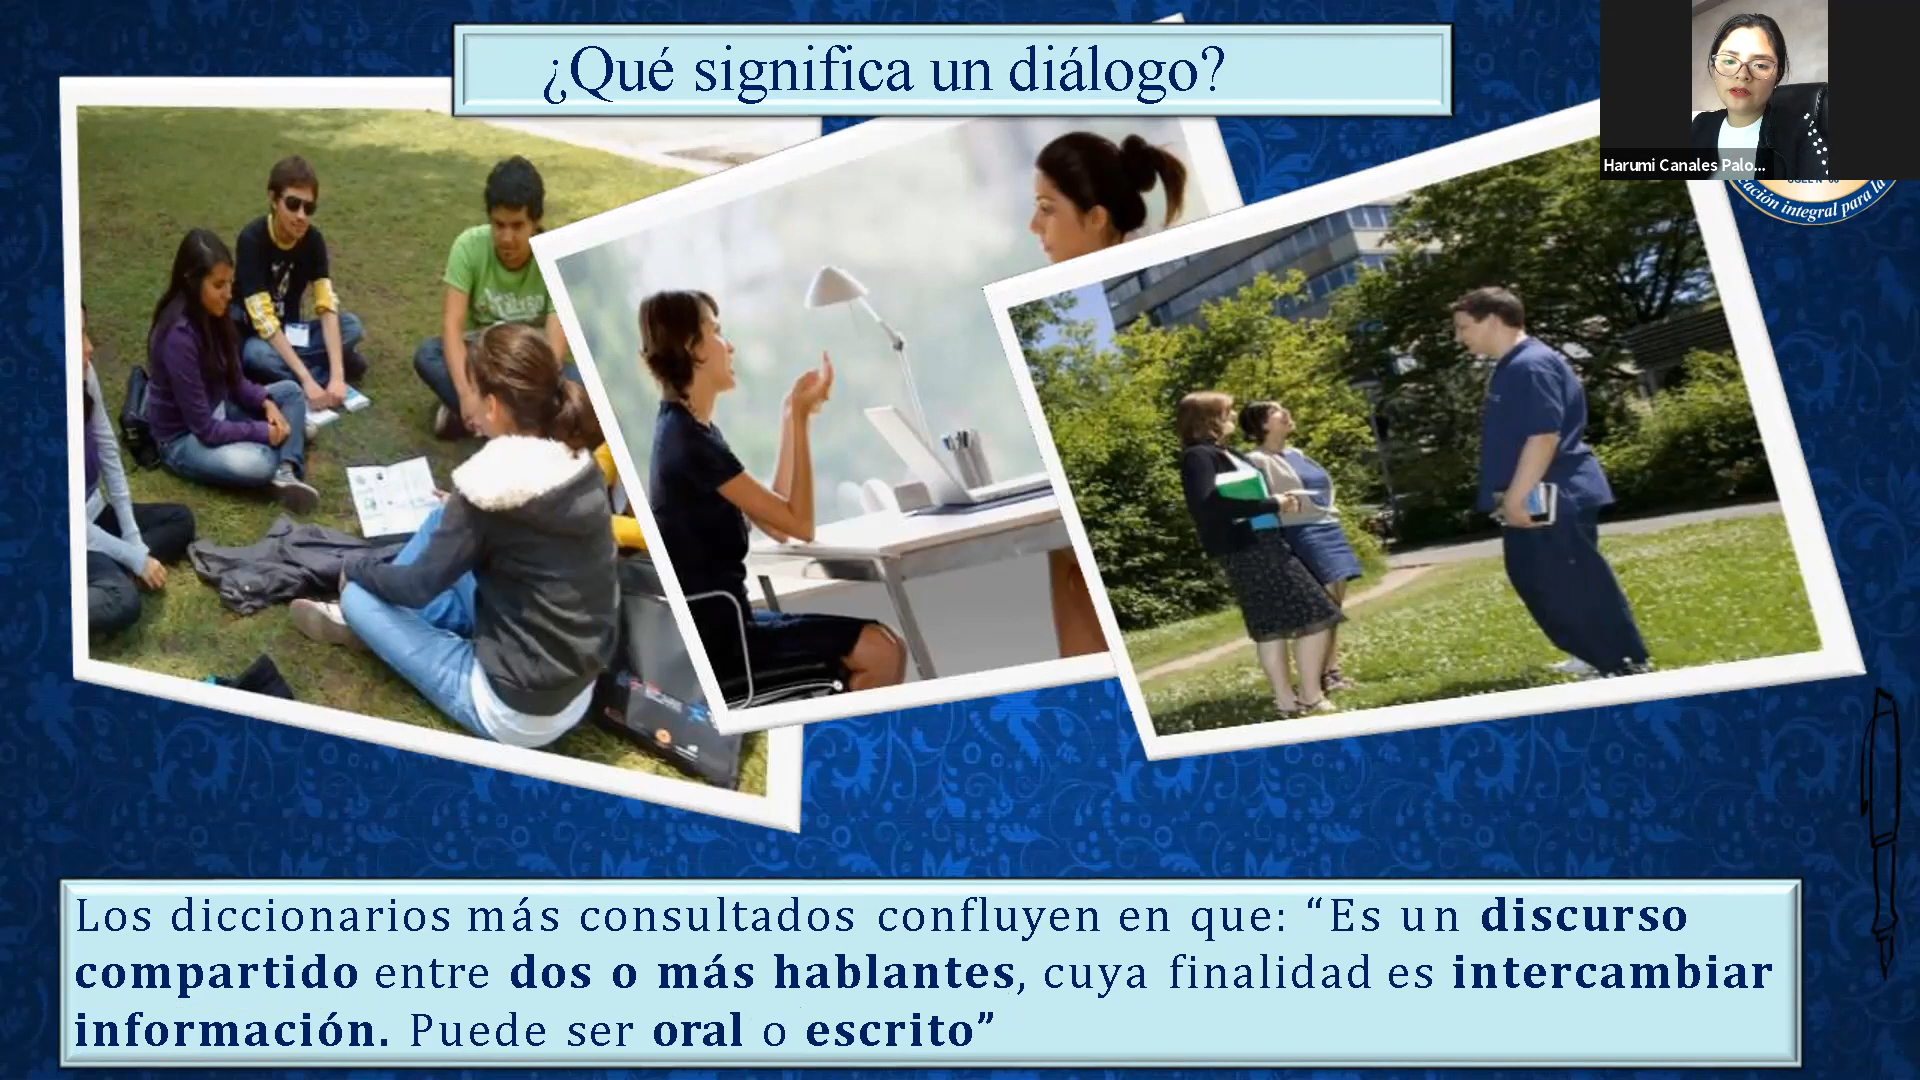 ¿Qué significa un diálogo?
Harumi Canales Palo...
cación integral para la
Los diccionarios más consultados confluyen en que: “Es un discurso
compartido entre dos o más hablantes, cuya finalidad es intercambiar
información. Puede ser oral o escrito”